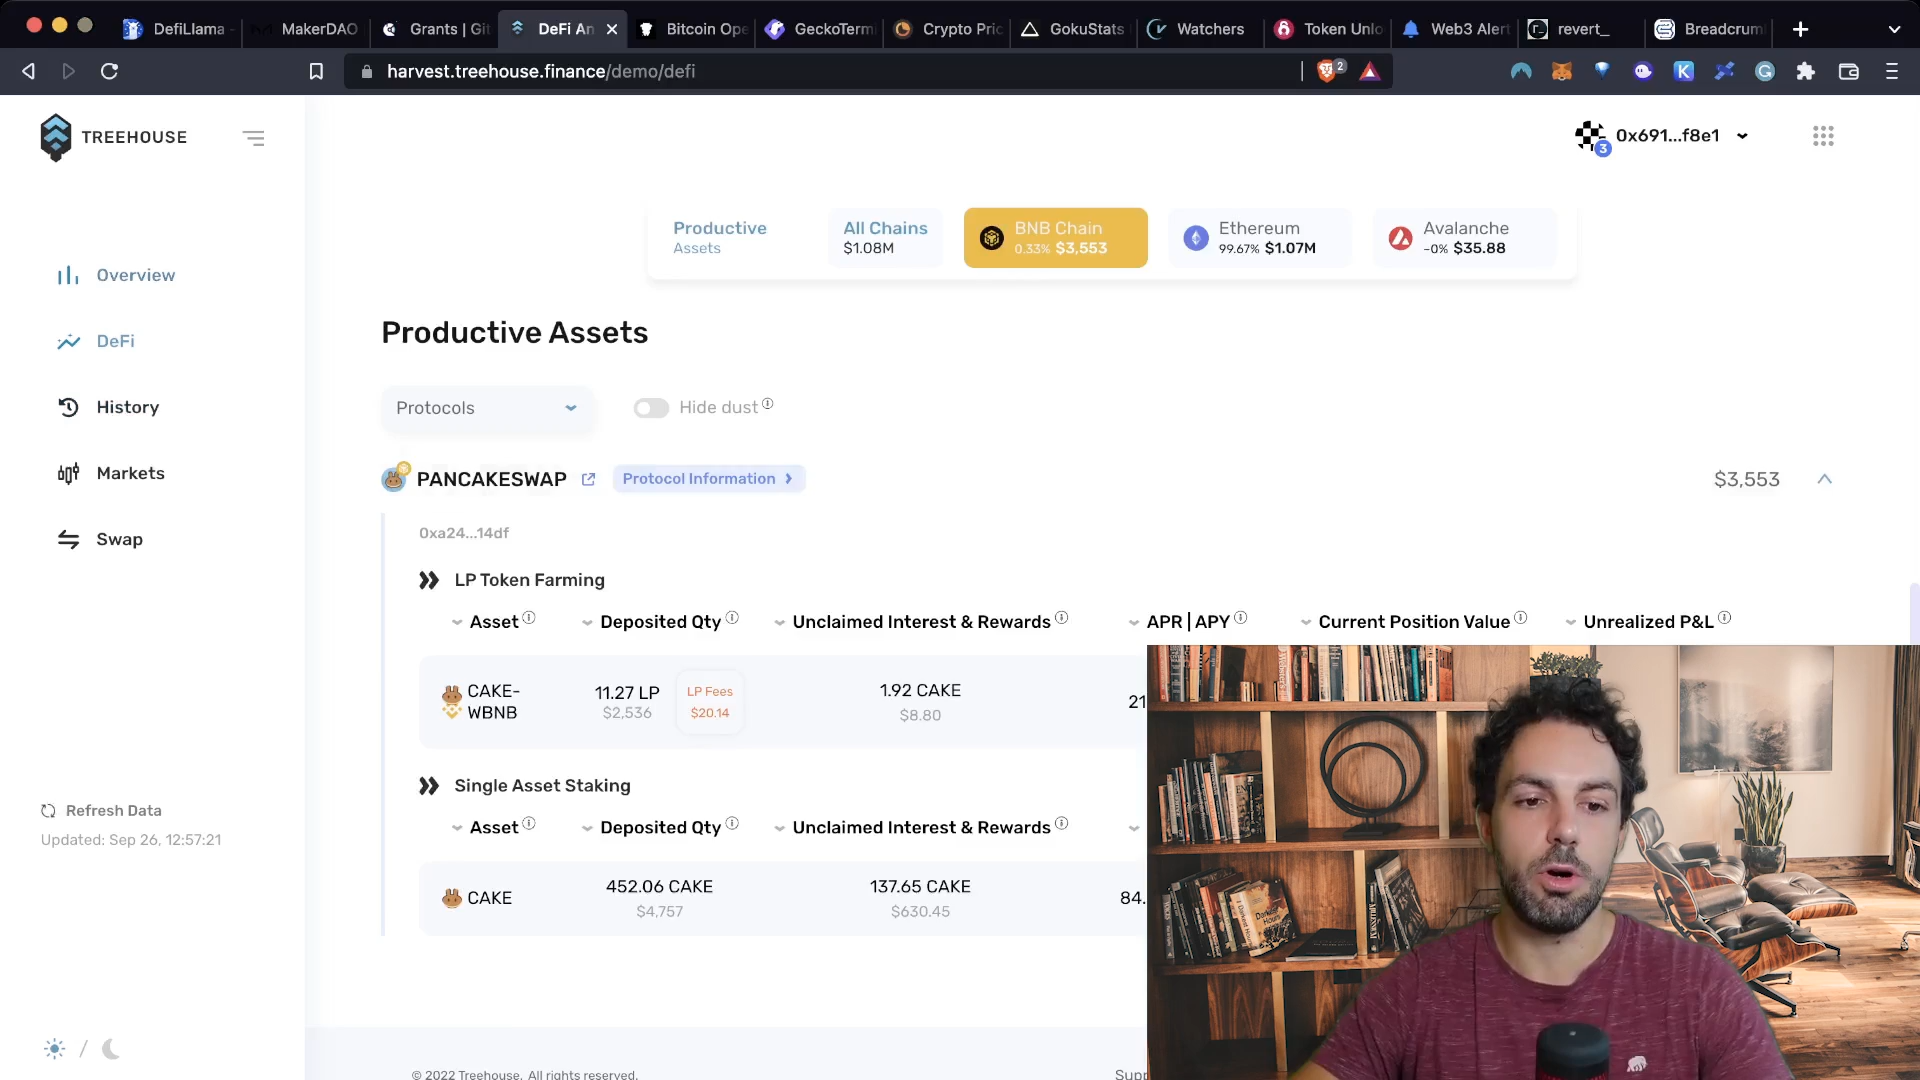 DefiLlama
MakerDAO
Grants | Git
DeFi An
Bitcoin Ope
GeckoTermi
Crypto Pric
GokuStats
Watchers
Token Unlo
Web3 Alert
revert_
Breadcrum
harvest.treehouse.finance/demo/defi
2
K
TREEHOUSE
3
0x691...f8e1
Overview
DeFi
History
Markets
Swap
Refresh Data
Updated: Sep 26, 12:57:21
/
Productive
Assets
All Chains
$1.08M
BNB Chain
0.33% $3,553
Ethereum
99.67% $1.07M
Avalanche
~0% $35.88
Productive Assets
Protocols
Hide dust
PANCAKESWAP
Protocol Information
$3,553
0xa24...14df
LP Token Farming
Asset
Deposited Qty
Unclaimed Interest & Rewards
APR | APY
Current Position Value
Unrealized P&L
CAKE-
WBNB
11.27 LP
$2,536
LP Fees
$20.14
1.92 CAKE
$8.80
21
Single Asset Staking
Asset
Deposited Qty
Unclaimed Interest & Rewards
CAKE
452.06 CAKE
$4,757
137.65 CAKE
$630.45
84.
© 2022 Treehouse. All rights reserved.
Supp